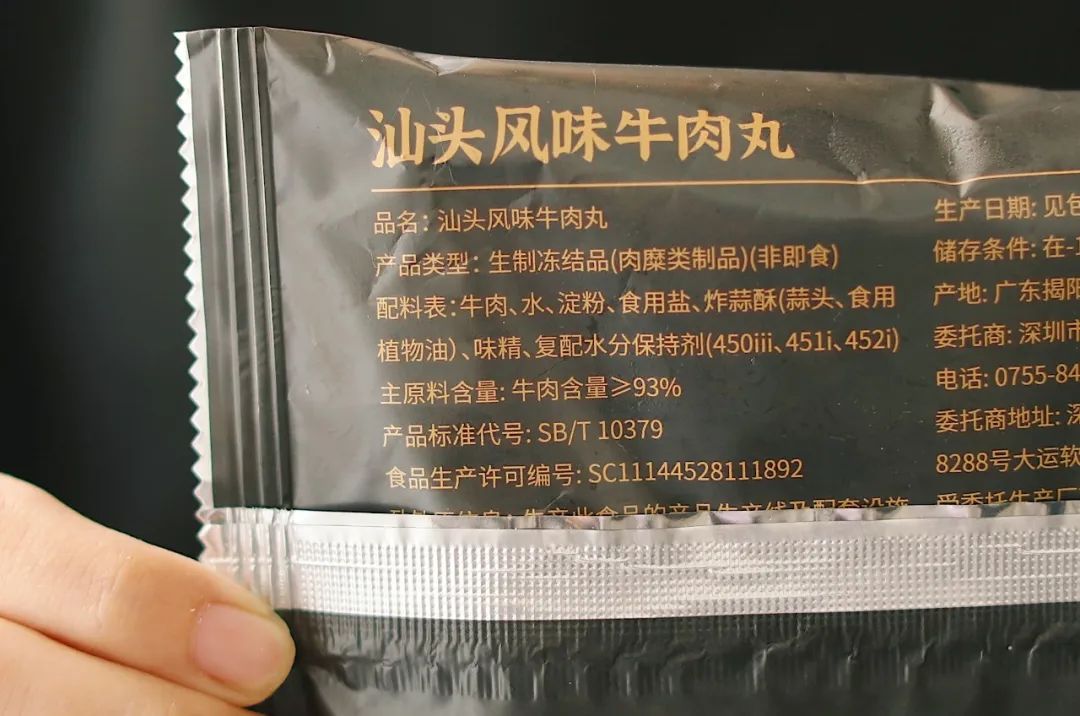 汕头风味牛肉丸
品名: 汕头风味牛肉丸
产品类型: 生制冻结品(肉糜类制品)(非即食)
配料表:牛肉、水、淀粉、食用盐、炸蒜酥(蒜头、食用
植物油)、味精、复配水分保持剂(450iii、451i、452i)
主原料含量: 牛肉含量≥93%
产品标准代号: SB/T 10379
食品生产许可编号: SC11144528111892
生产日期: 见包
储存条件: 在-1
产地: 广东揭阳
委托商: 深圳市
电话: 0755-84
委托商地址: 深
8288号大运软
受委托生产厂